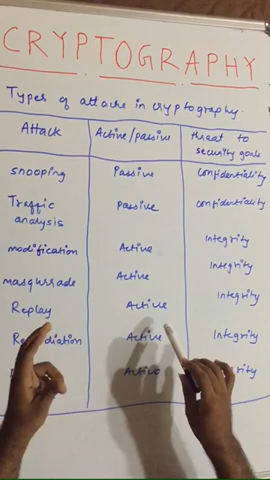 CRYPTOGRAPHY
Types of attacks in cryptography.
Attack Active/passive threat to
security goals
snooping Passive Confidentiality
Traffic Passive Confidentiality
analysis
modification Active Integrity
masqurade Active Integrity
Replay Active Integrity
Active Integrity
Active